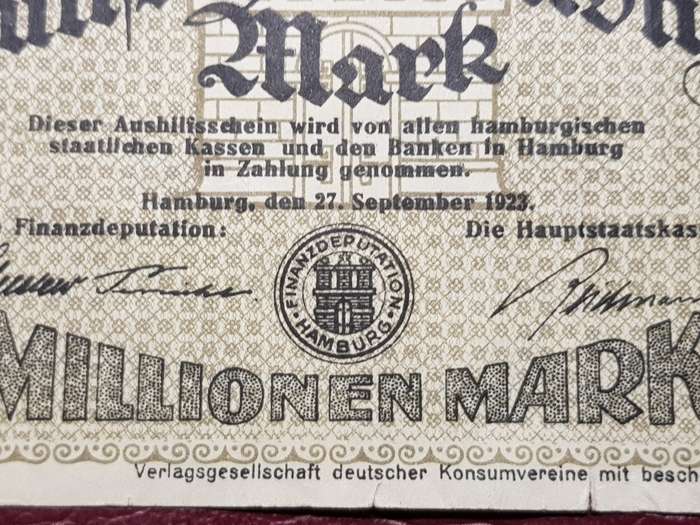 Mark
Dieser Aushilfsschein wird von allen hamburgischen
staatlichen Kassen und den Banken in Hamburg
in Zahlung genommen.
Hamburg, den 27. September 1923.
Finanzdeputation:
Die Hauptstaatskas
FINANZDEPUTATION
HAMBURG
MILLIONEN MARK
Verlagsgesellschaft deutscher Konsumvereine mit besch